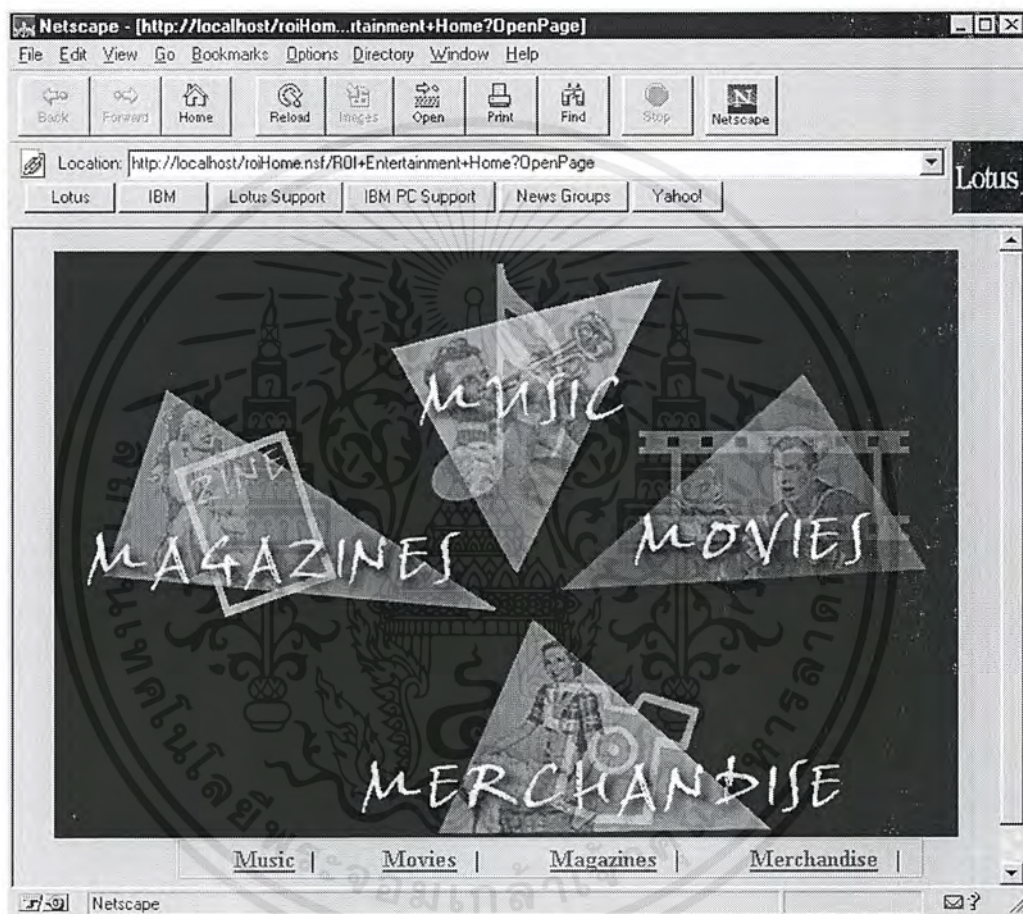 Netscape - [http://localhost/roiHom...rtainment+Home?OpenPage]
File Edit View Go Bookmarks Options Directory Window Help
Back Forward Home Reload Images Open Print Find Stop Netscape
Location: http://localhost/roiHome.nsf/ROI+Entertainment+Home?OpenPage
Lotus IBM Lotus Support IBM PC Support News Groups Yahoo!
Lotus
MUSIC
ZINE
MAGAZINES
MOVIES
MERCHANDISE
Music | Movies | Magazines | Merchandise |
Netscape